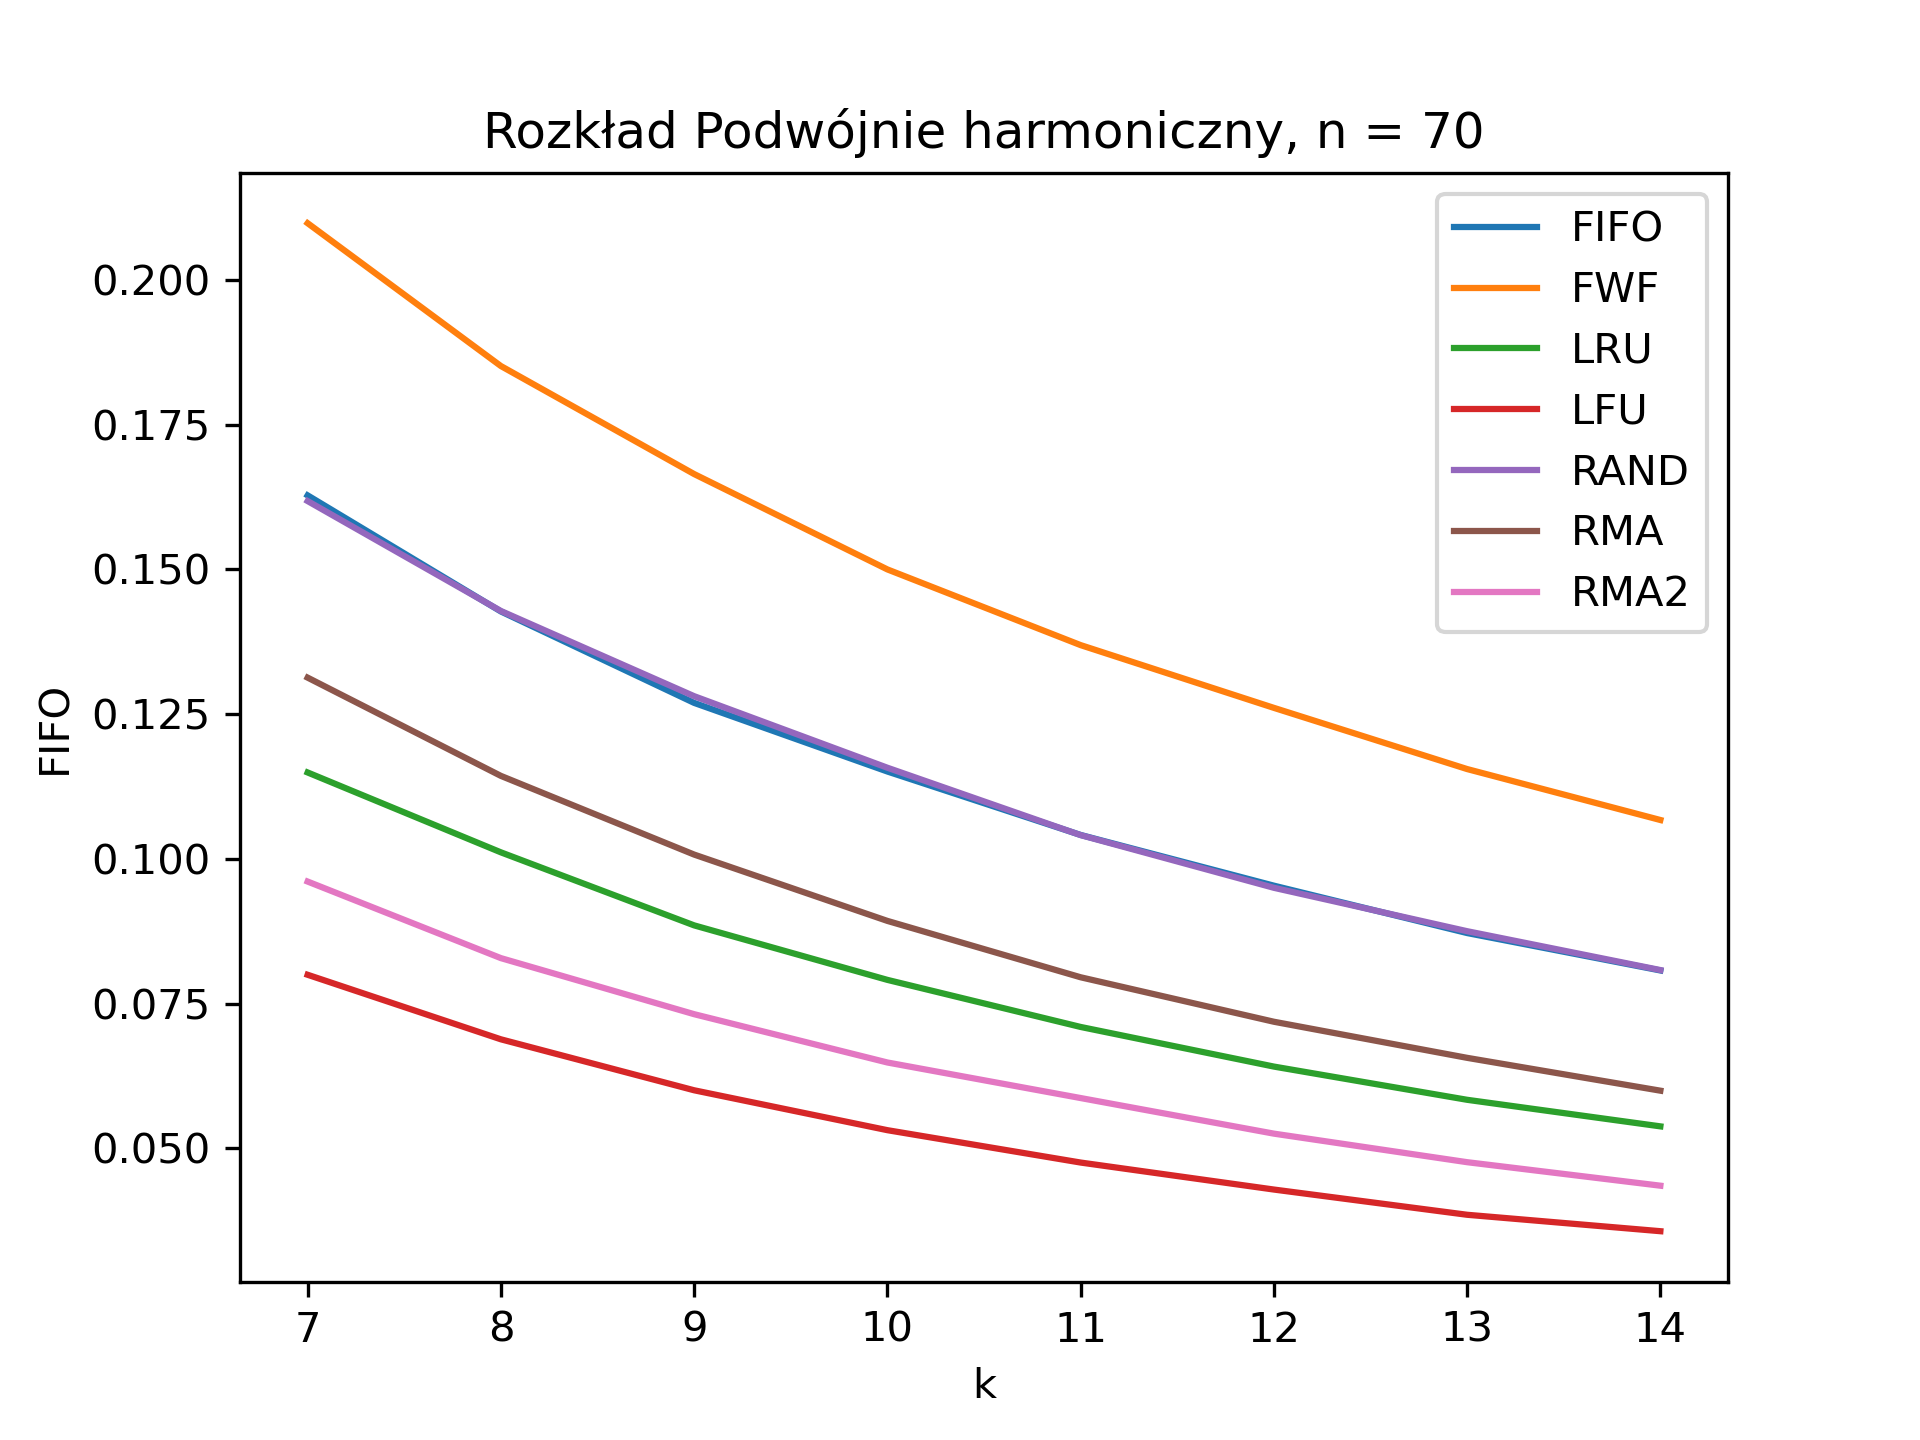 Rozkład Podwójnie harmoniczny, n = 70
FIFO
FWF
LRU
LFU
RAND
RMA
RMA2
0.200
0.175
0.150
0.125
0.100
0.075
0.050
FIFO
7 8 9 10 11 12 13 14
k